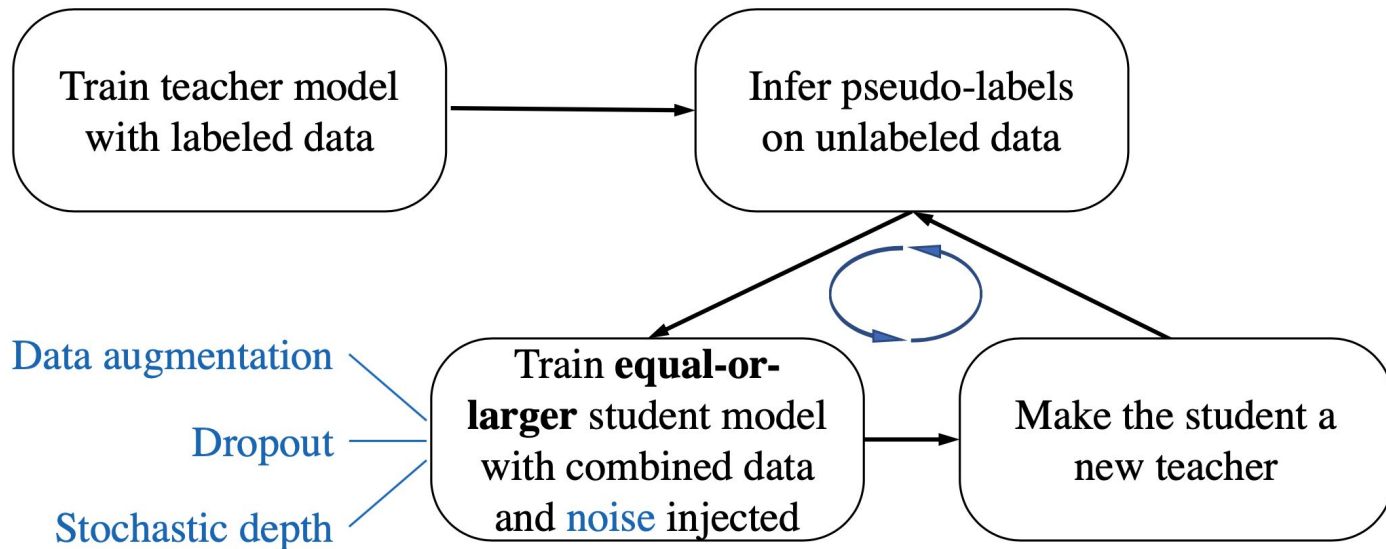 Train teacher model
with labeled data
Infer pseudo-labels
on unlabeled data
Data augmentation
Dropout
Stochastic depth
Train equal-or-
larger student model
with combined data
and noise injected
Make the student a
new teacher